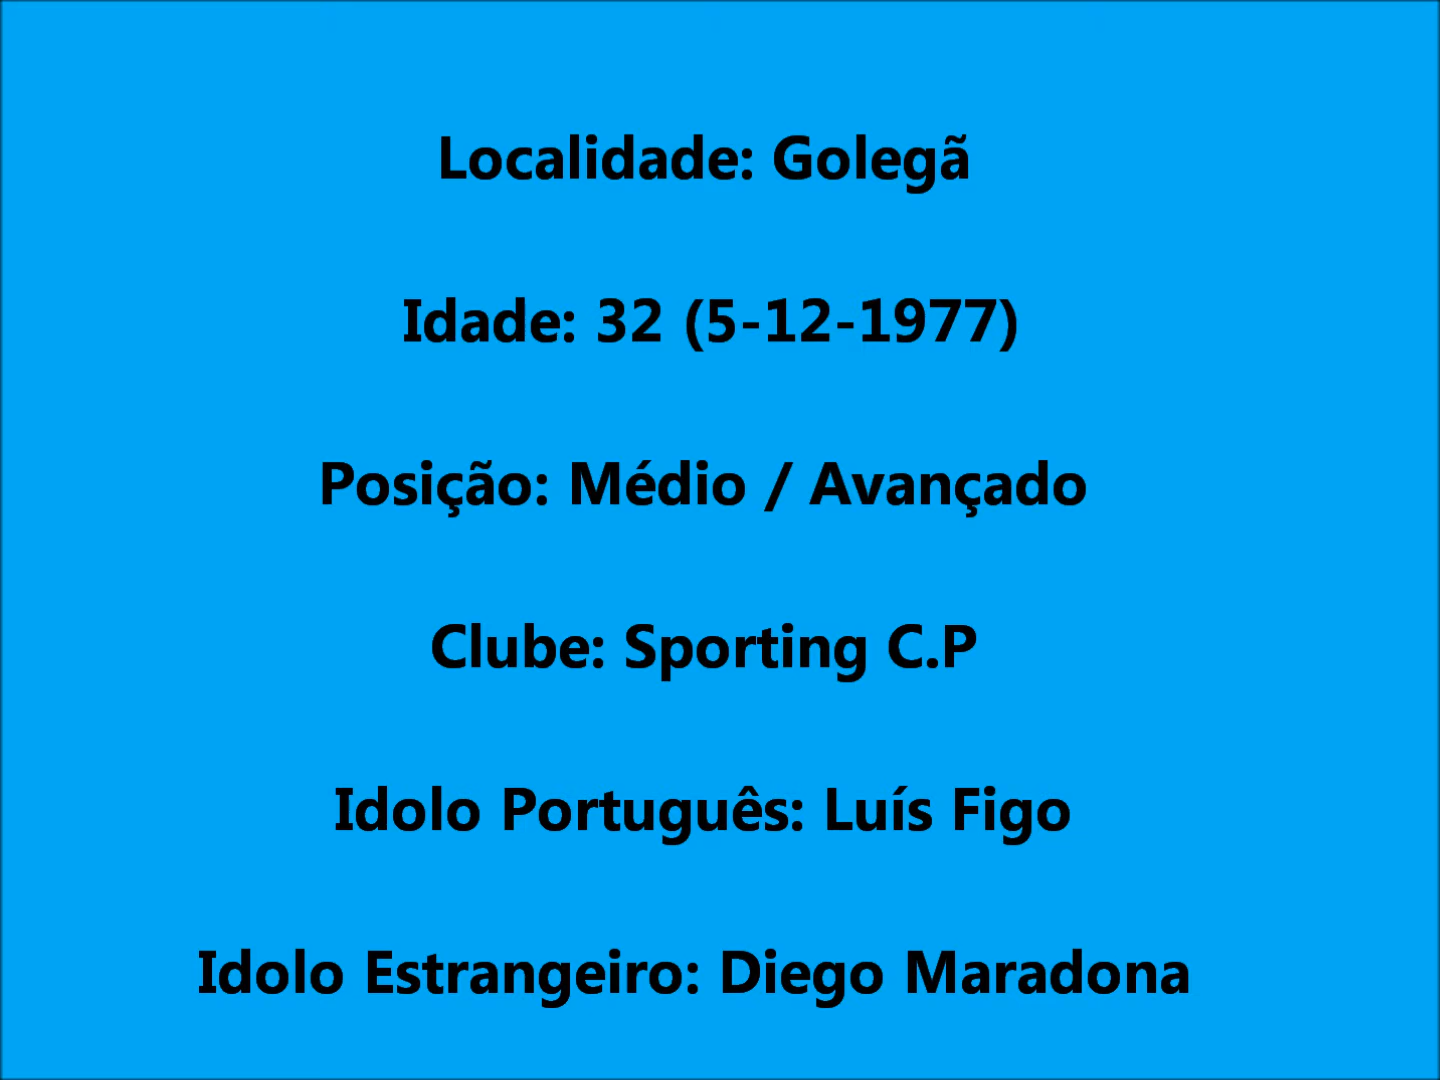 Localidade: Golegã
Idade: 32 (5-12-1977)
Posição: Médio / Avançado
Clube: Sporting C.P
Idolo Português: Luís Figo
Idolo Estrangeiro: Diego Maradona